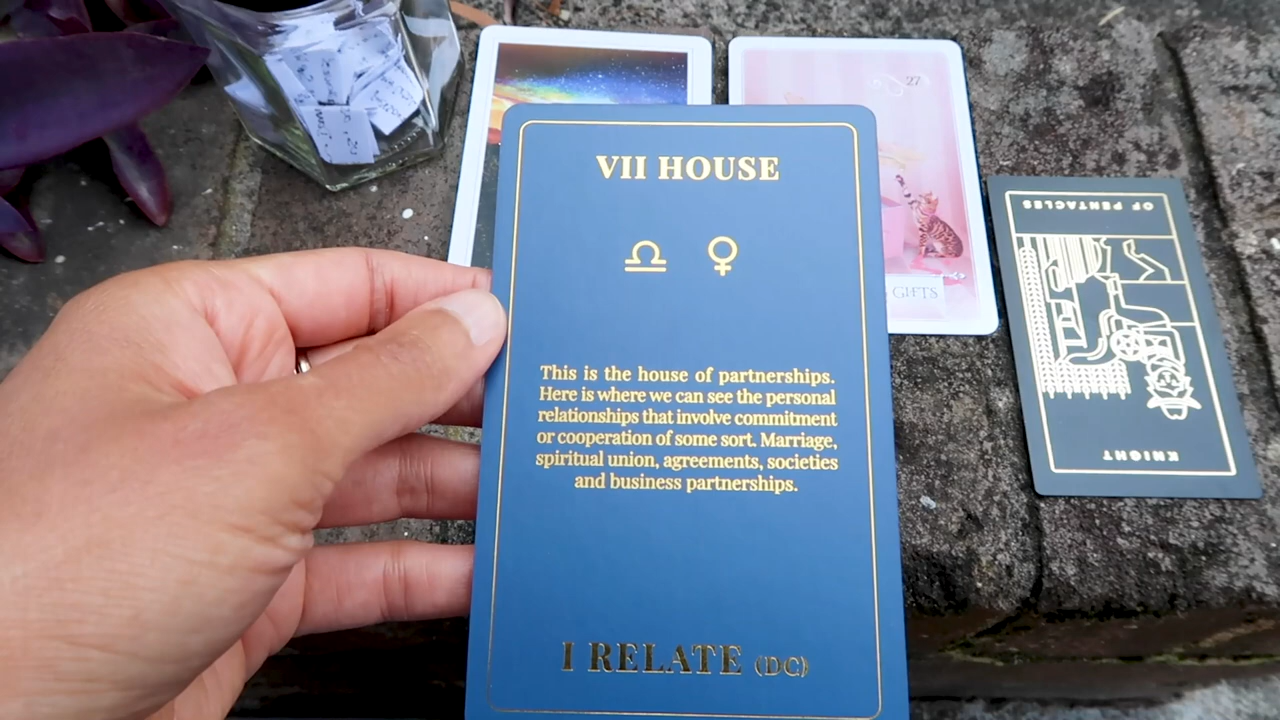 VII HOUSE
This is the house of partnerships.
Here is where we can see the personal
relationships that involve commitment
or cooperation of some sort. Marriage,
spiritual union, agreements, societies
and business partnerships.
I RELATE (DC)
27
GIFTS
KNIGHT
OF PENTACLES